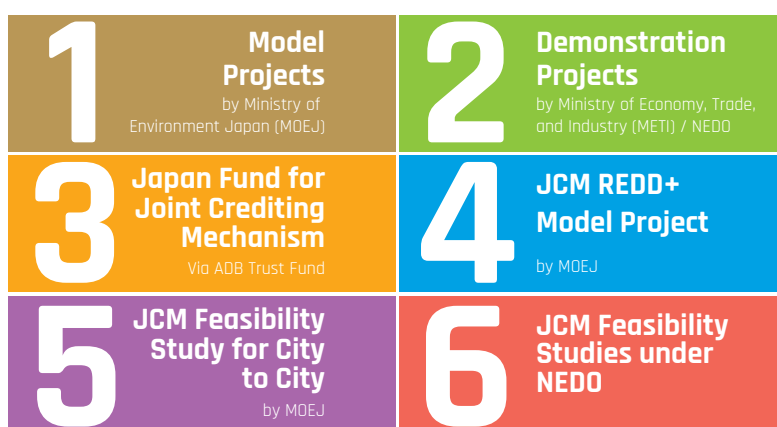 1
Model
Projects
by Ministry of
Environment Japan (MOEJ)
2
Demonstration
Projects
by Ministry of Economy, Trade,
and Industry (METI) / NEDO
3
Japan Fund for
Joint Crediting
Mechanism
Via ADB Trust Fund
4
JCM REDD+
Model Project
by MOEJ
5
JCM Feasibility
Study for City
to City
by MOEJ
6
JCM Feasibility
Studies under
NEDO